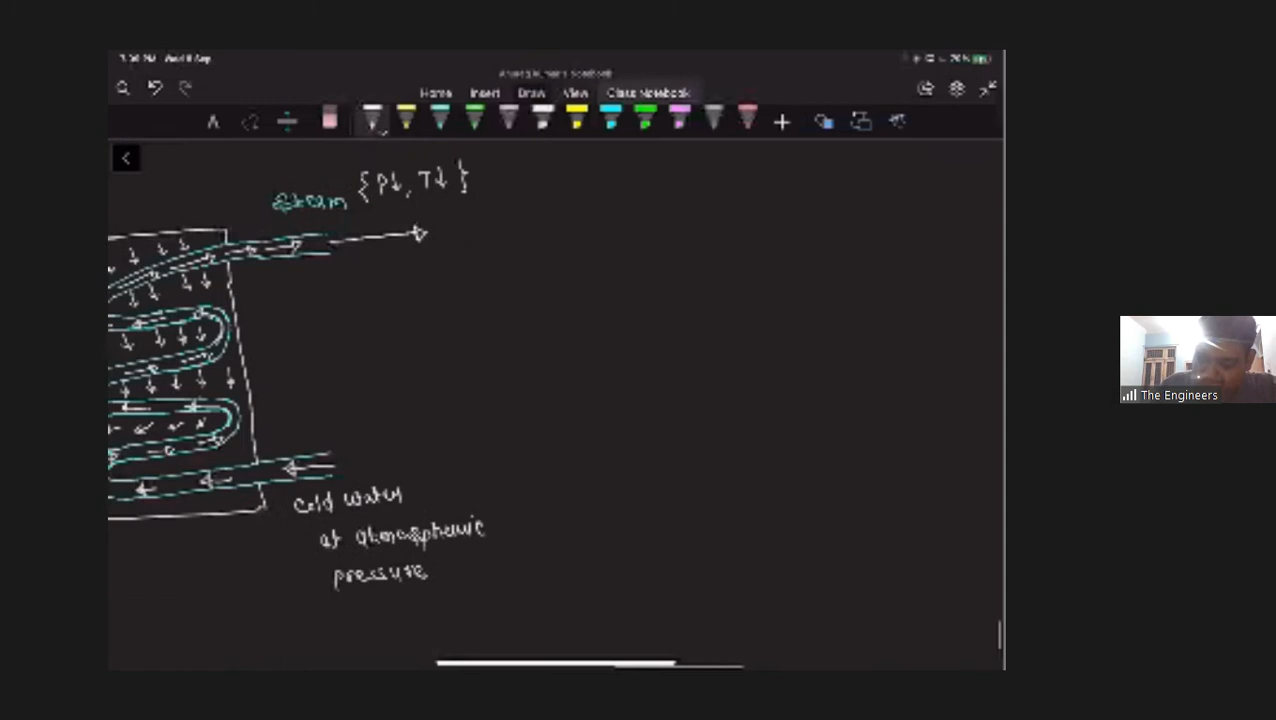 Home Insert Draw View Class Notebook
Steam {P↓, T↓}
Cold water
at atmospheric
pressure
The Engineers